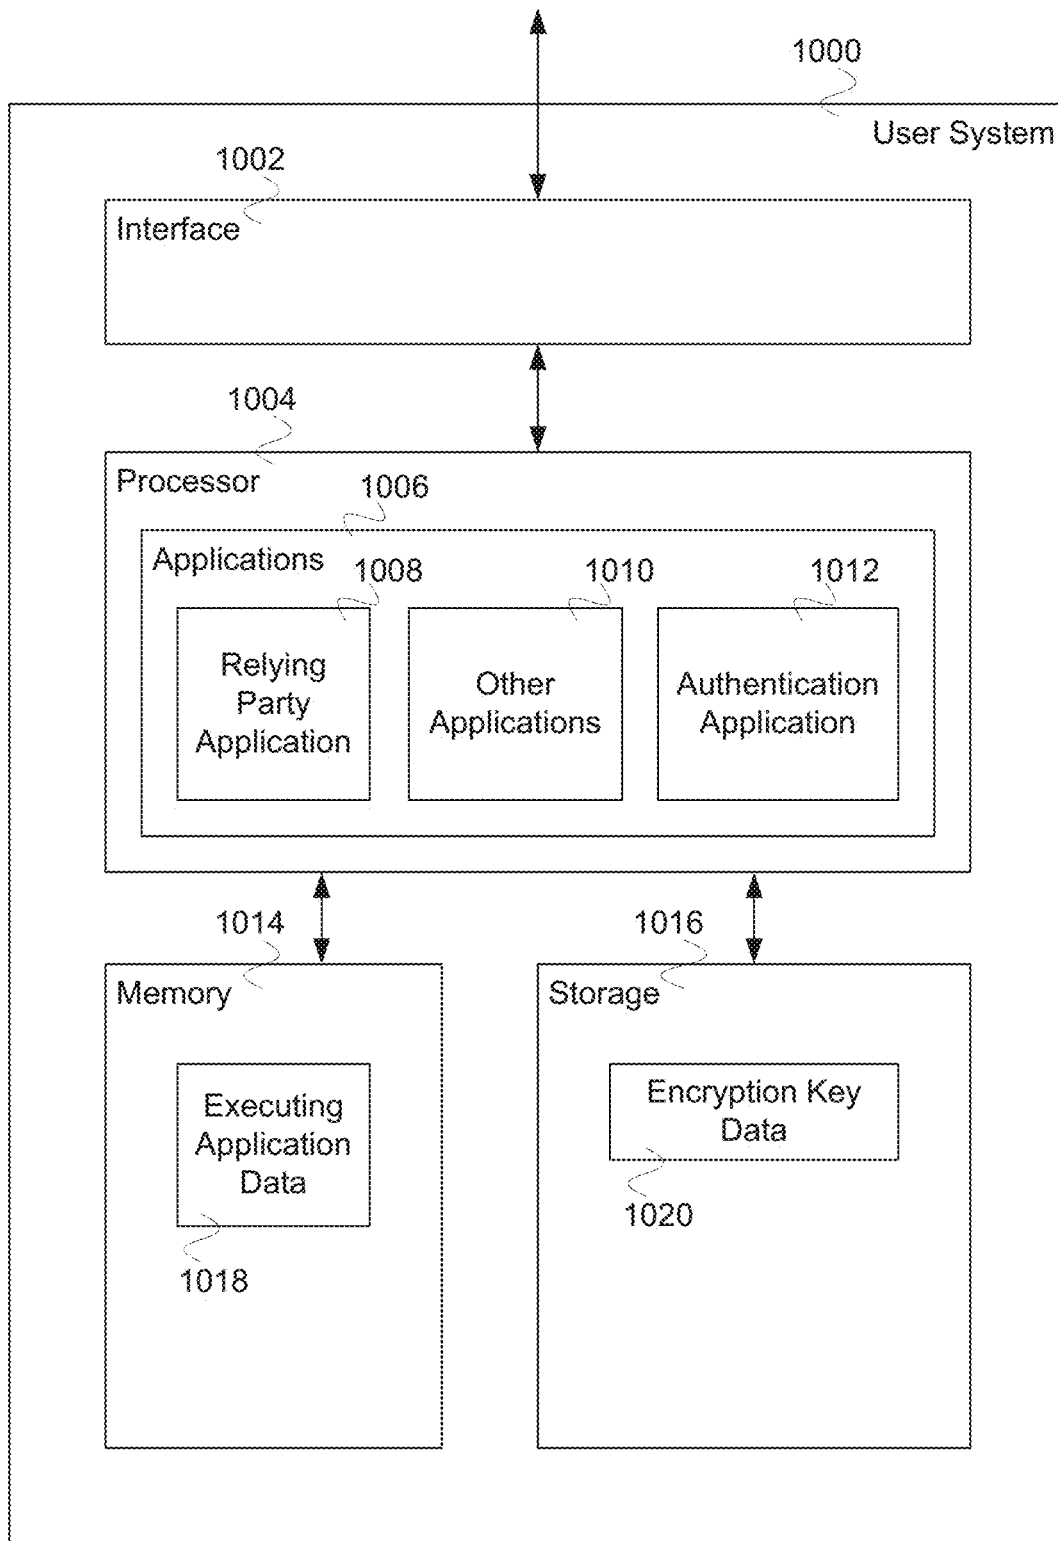 1000
User System
1002
Interface
1004
Processor
1006
Applications
1008
1010
1012
Relying
Party
Application
Other
Applications
Authentication
Application
1014
1016
Memory
Storage
Executing
Application
Data
1018
Encryption Key
Data
1020